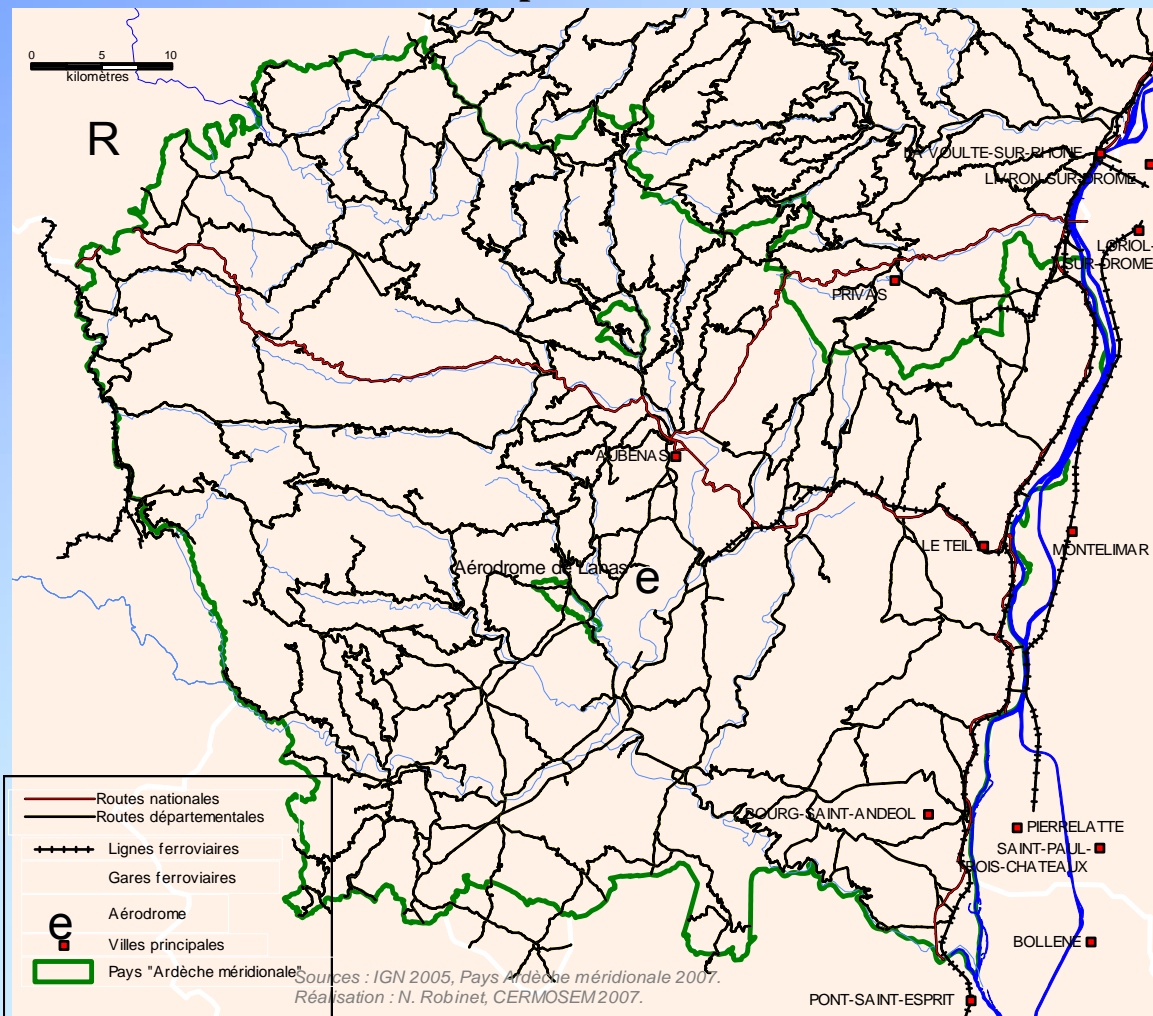 0 5 10
kilomètres
R
LA VOULTE-SUR-RHONE
LIVRON-SUR-DROME
LORIOL-
SUR-DROME
PRIVAS
AUBENAS
LE TEIL
MONTELIMAR
Aérodrome de Lanas
e
BOURG-SAINT-ANDEOL
PIERRELATTE
SAINT-PAUL-
TROIS-CHATEAUX
BOLLENE
PONT-SAINT-ESPRIT
Routes nationales
Routes départementales
Lignes ferroviaires
Gares ferroviaires
e Aérodrome
Villes principales
Pays "Ardèche méridionale"
Sources : IGN 2005, Pays Ardèche méridionale 2007.
Réalisation : N. Robinet, CERMOSEM 2007.